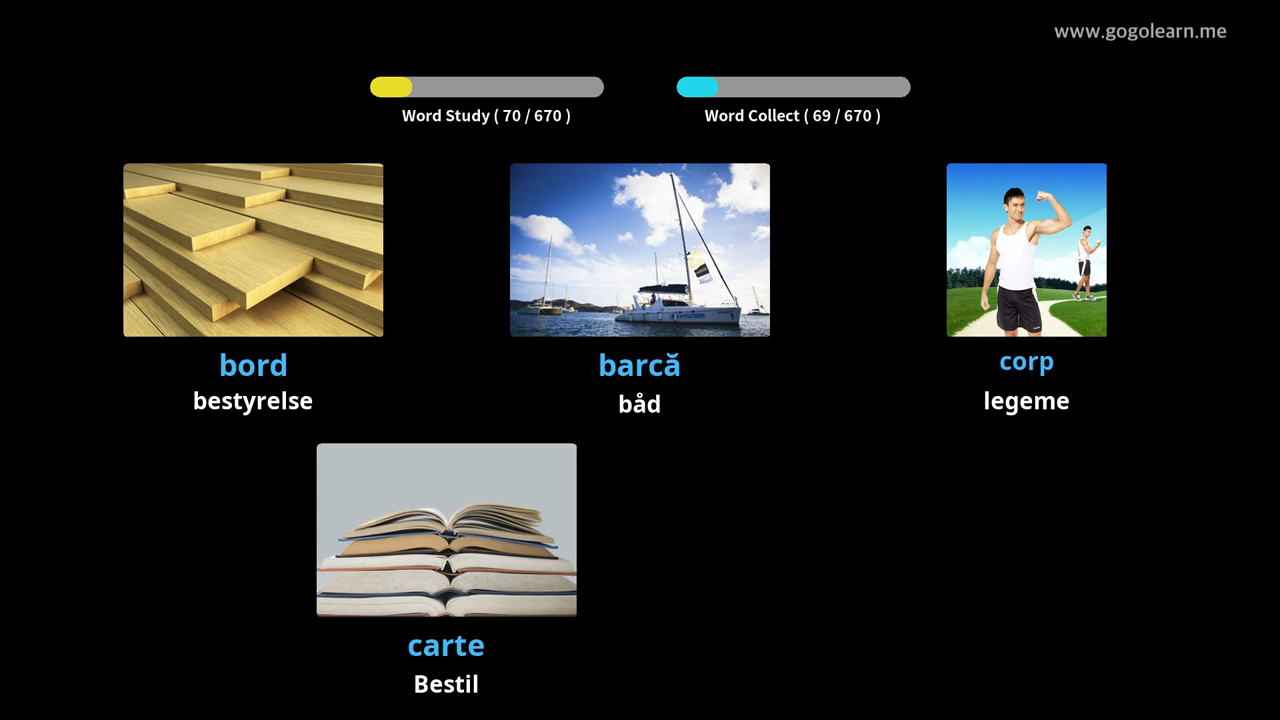 www.gogolearn.me
Word Study ( 70 / 670 )
Word Collect ( 69 / 670 )
bord
bestyrelse
barcă
båd
corp
legeme
carte
Bestil